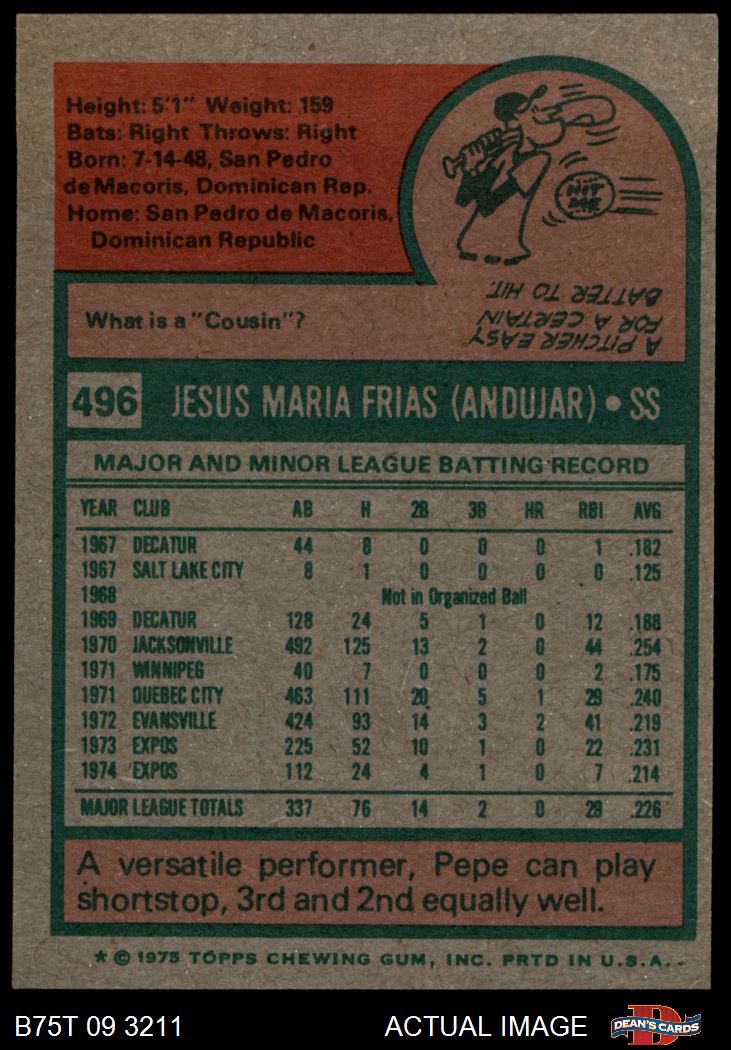 Height: 5'1" Weight: 159
Bats: Right Throws: Right
Born: 7-14-48, San Pedro
de Macoris, Dominican Rep.
Home: San Pedro de Macoris,
Dominican Republic
HIT ME
What is a "Cousin"?
A PITCHER EASY
FOR A CERTAIN
BATTER TO HIT.
496 JESUS MARIA FRIAS (ANDUJAR) • SS
MAJOR AND MINOR LEAGUE BATTING RECORD
YEAR CLUB AB H 2B 3B HR RBI AVG
1967 DECATUR 44 8 0 0 0 1 .182
1967 SALT LAKE CITY 8 1 0 0 0 0 .125
1968 Not in Organized Ball
1969 DECATUR 128 24 5 1 0 12 .188
1970 JACKSONVILLE 492 125 13 2 0 44 .254
1971 WINNIPEG 40 7 0 0 0 2 .175
1971 QUEBEC CITY 463 111 20 5 1 29 .240
1972 EVANSVILLE 424 93 14 3 2 41 .219
1973 EXPOS 225 52 10 1 0 22 .231
1974 EXPOS 112 24 4 1 0 7 .214
MAJOR LEAGUE TOTALS 337 76 14 2 0 29 .226
A versatile performer, Pepe can play
shortstop, 3rd and 2nd equally well.
* © 1975 TOPPS CHEWING GUM, INC. PRTD IN U.S.A.
B75T 09 3211 ACTUAL IMAGE DEAN'S CARDS